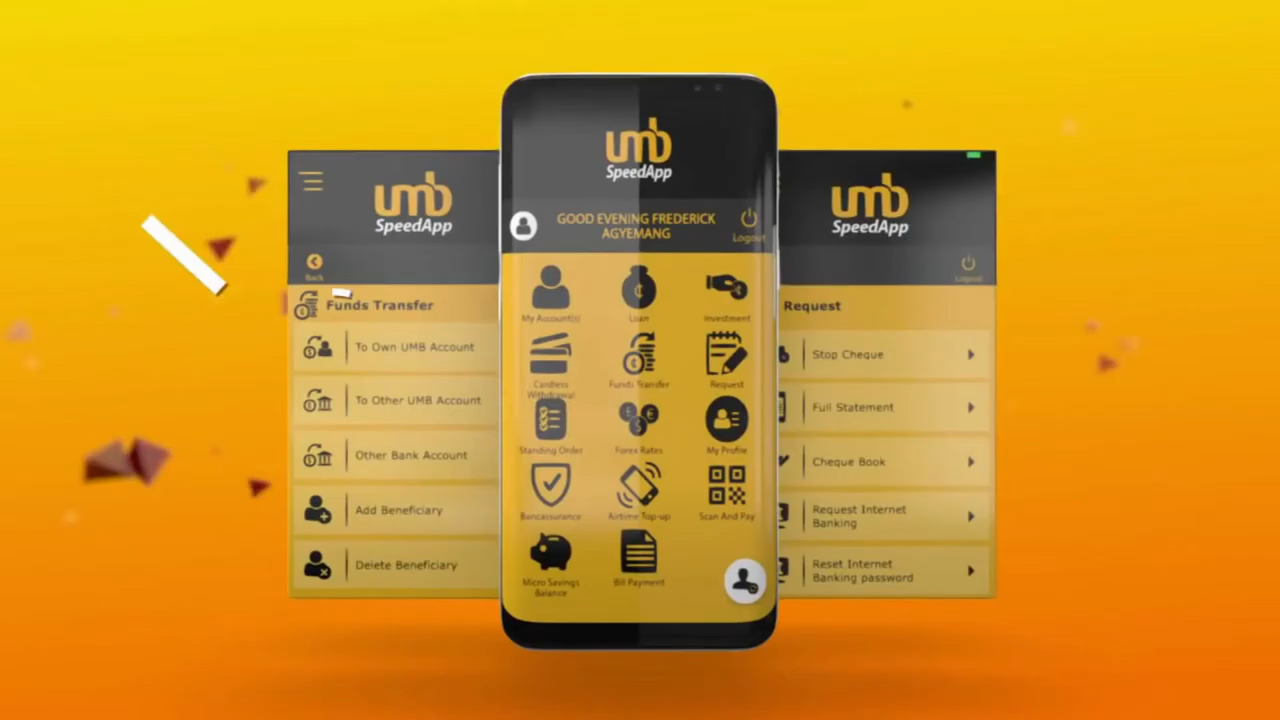 umb
SpeedApp
Back
Funds Transfer
To Own UMB Account
To Other UMB Account
Other Bank Account
Add Beneficiary
Delete Beneficiary
umb
SpeedApp
GOOD EVENING FREDERICK
AGYEMANG
Logout
My Account(s)
Loan
Investment
Cardless
Withdrawal
Funds Transfer
Request
Standing Order
Forex Rates
My Profile
Bancassurance
Airtime Top-up
Scan And Pay
Micro Savings
Balance
Bill Payment
umb
SpeedApp
Logout
Request
Stop Cheque
Full Statement
Cheque Book
Request Internet
Banking
Reset Internet
Banking password